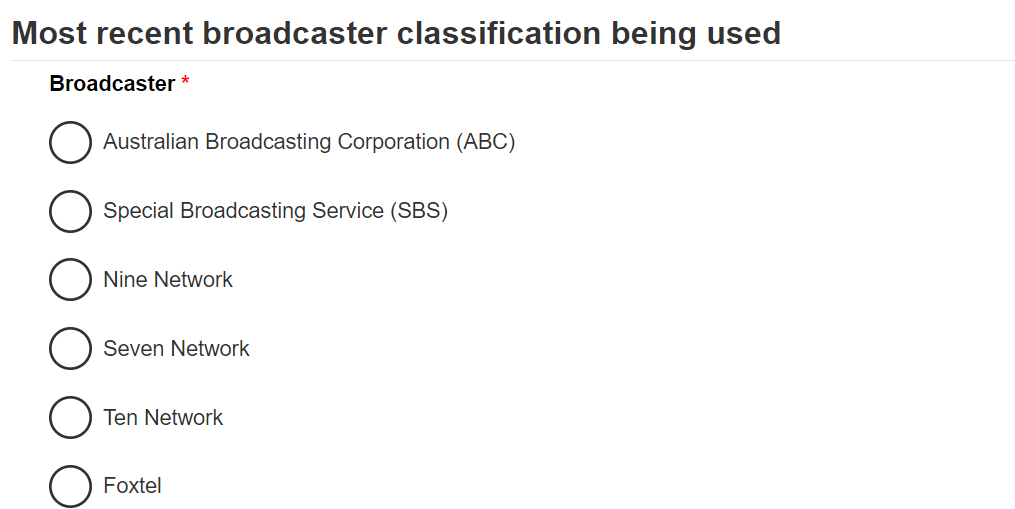 Most recent broadcaster classification being used
Broadcaster *
Australian Broadcasting Corporation (ABC)
Special Broadcasting Service (SBS)
Nine Network
Seven Network
Ten Network
Foxtel